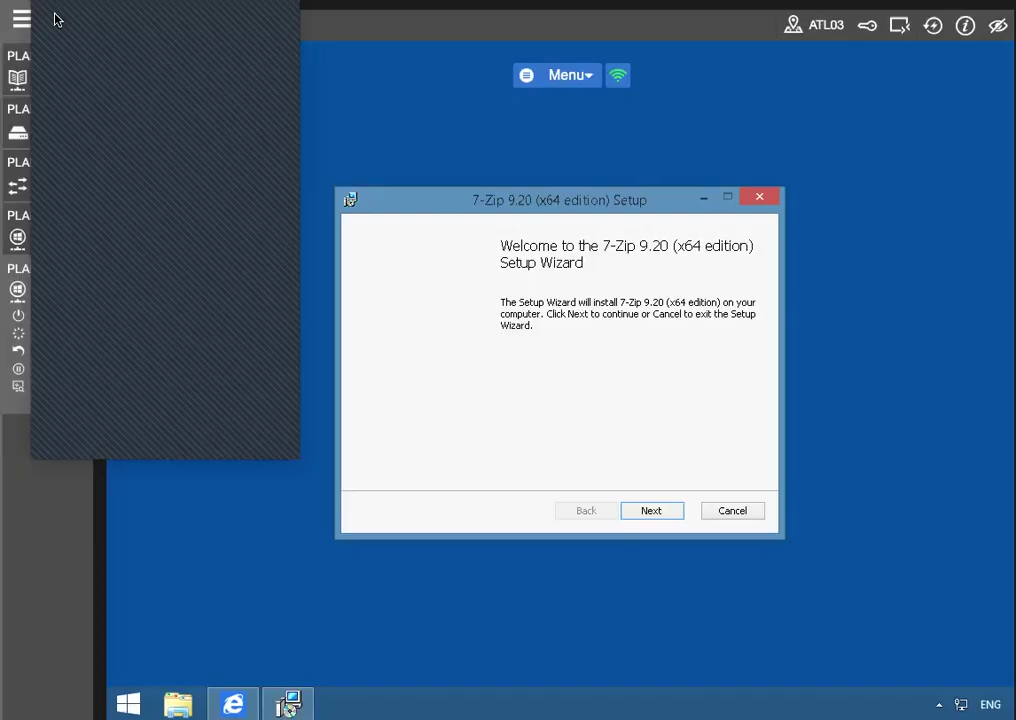 ATL03
PLA
PLA
PLA
PLA
PLA
Menu
7-Zip 9.20 (x64 edition) Setup
Welcome to the 7-Zip 9.20 (x64 edition)
Setup Wizard
The Setup Wizard will install 7-Zip 9.20 (x64 edition) on your
computer. Click Next to continue or Cancel to exit the Setup
Wizard.
Back
Next
Cancel
ENG